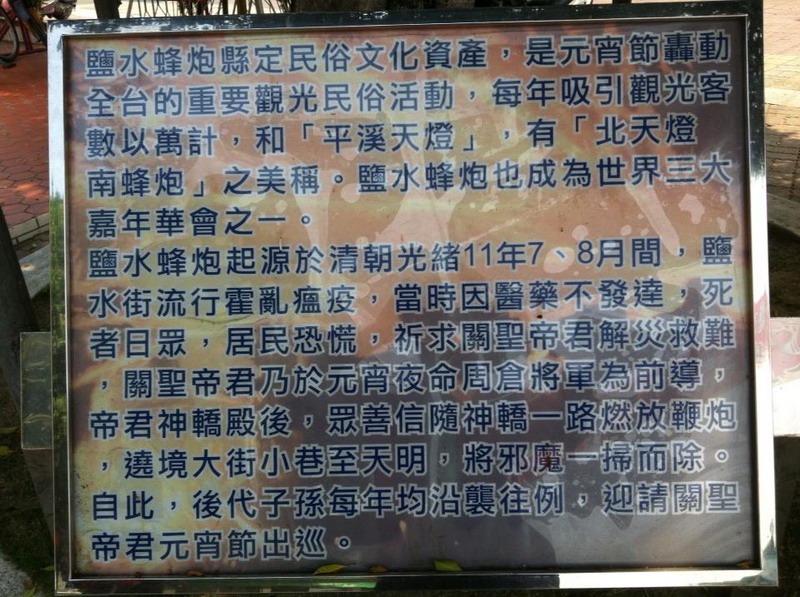 鹽水蜂炮縣定民俗文化資產，是元宵節轟動
全台的重要觀光民俗活動，每年吸引觀光客
數以萬計，和「平溪天燈」，有「北天燈
南蜂炮」之美稱。鹽水蜂炮也成為世界三大
嘉年華會之一。
鹽水蜂炮起源於清朝光緒11年7、8月間，鹽
水街流行霍亂瘟疫，當時因醫藥不發達，死
者日眾，居民恐慌，祈求關聖帝君解災救難
，關聖帝君乃於元宵夜命周倉將軍為前導，
帝君神轎殿後，眾善信隨神轎一路燃放鞭炮
，遶境大街小巷至天明，將邪魔一掃而除。
自此，後代子孫每年均沿襲往例，迎請關聖
帝君元宵節出巡。